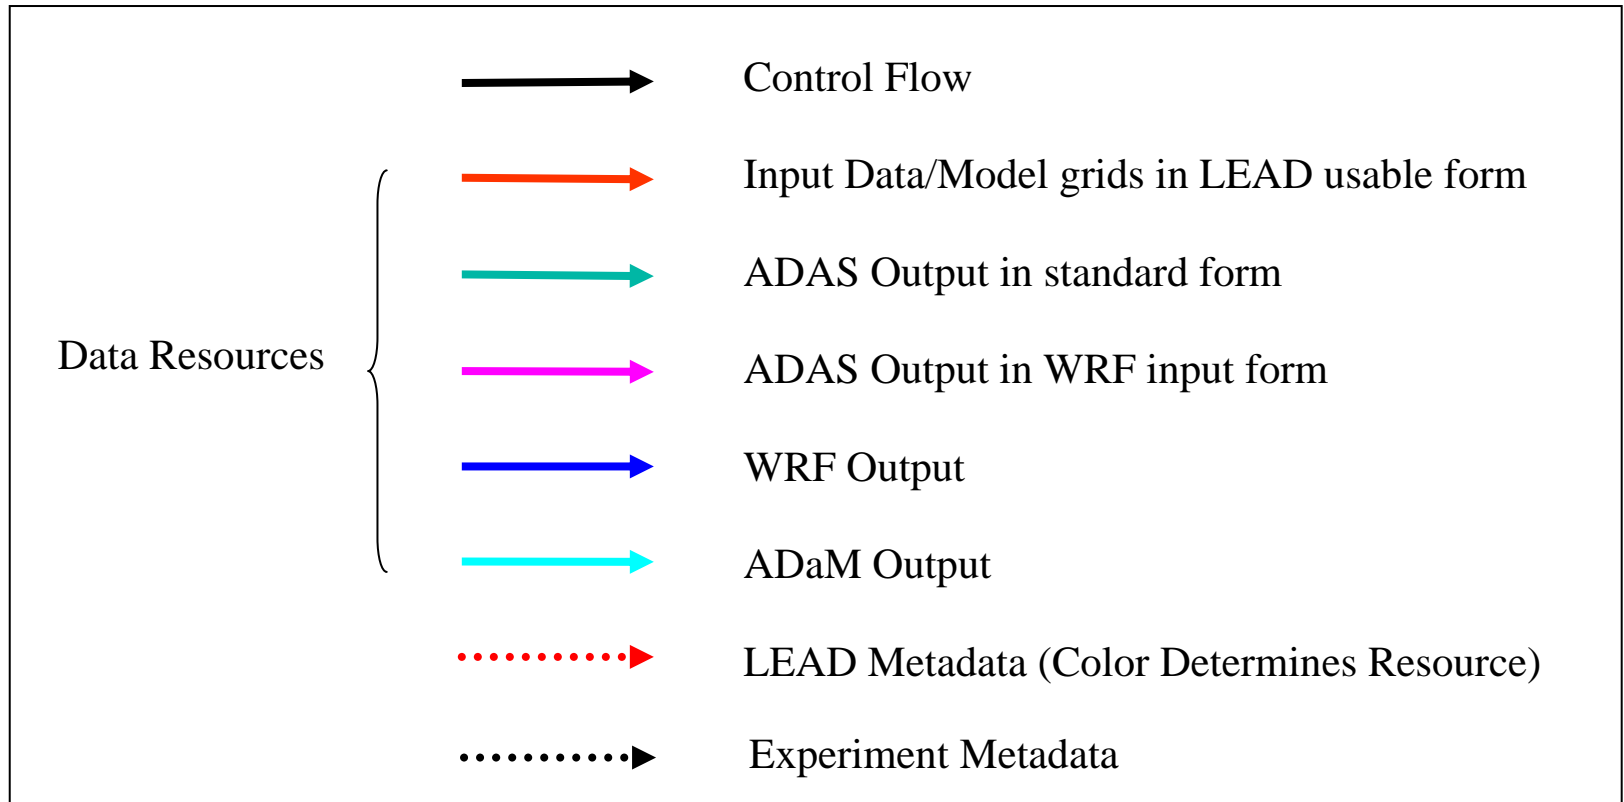 Control Flow
Input Data/Model grids in LEAD usable form
ADAS Output in standard form
Data Resources
ADAS Output in WRF input form
WRF Output
ADaM Output
LEAD Metadata (Color Determines Resource)
Experiment Metadata